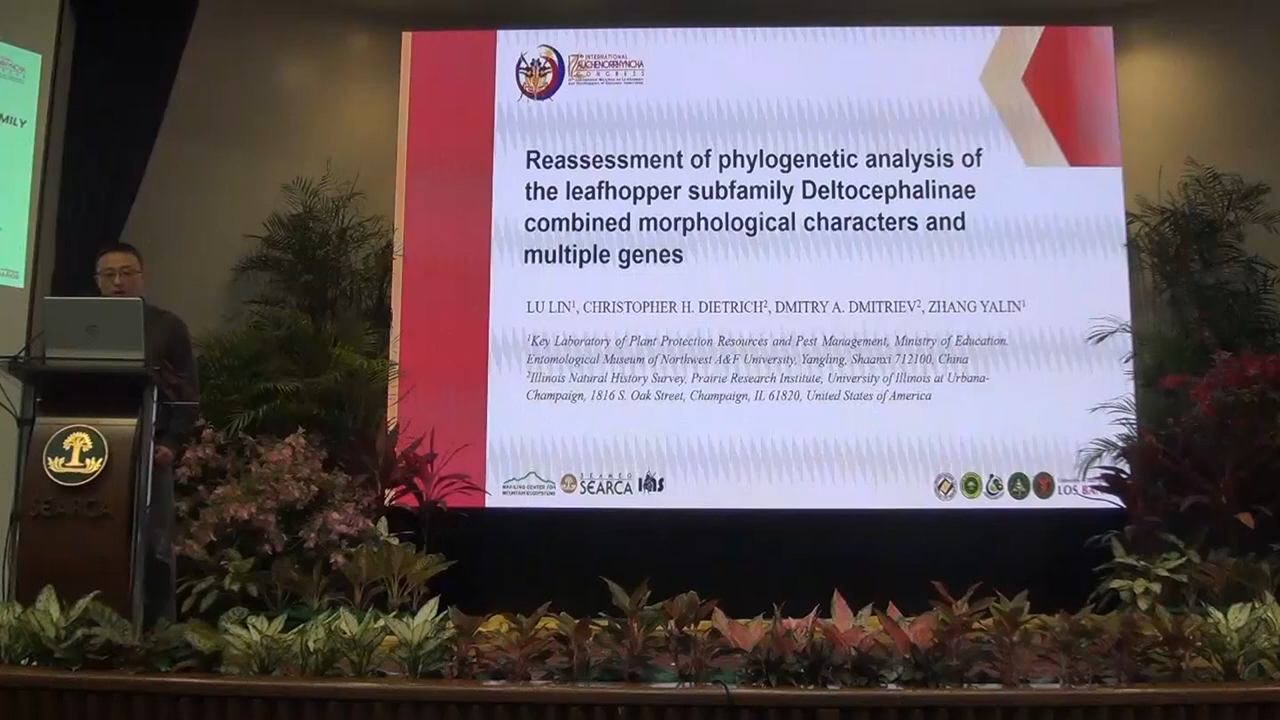 MILY
17th INTERNATIONAL
AUCHENORRHYNCHA
CONGRESS
Reassessment of phylogenetic analysis of
the leafhopper subfamily Deltocephalinae
combined morphological characters and
multiple genes
LU LIN¹, CHRISTOPHER H. DIETRICH², DMITRY A. DMITRIEV², ZHANG YALIN¹
¹Key Laboratory of Plant Protection Resources and Pest Management, Ministry of Education.
Entomological Museum of Northwest A&F University, Yangling, Shaanxi 712100, China
²Illinois Natural History Survey, Prairie Research Institute, University of Illinois at Urbana-
Champaign, 1816 S. Oak Street, Champaign, IL 61820, United States of America
SEAMEO
SEARCA
LOS BA
SEARCA